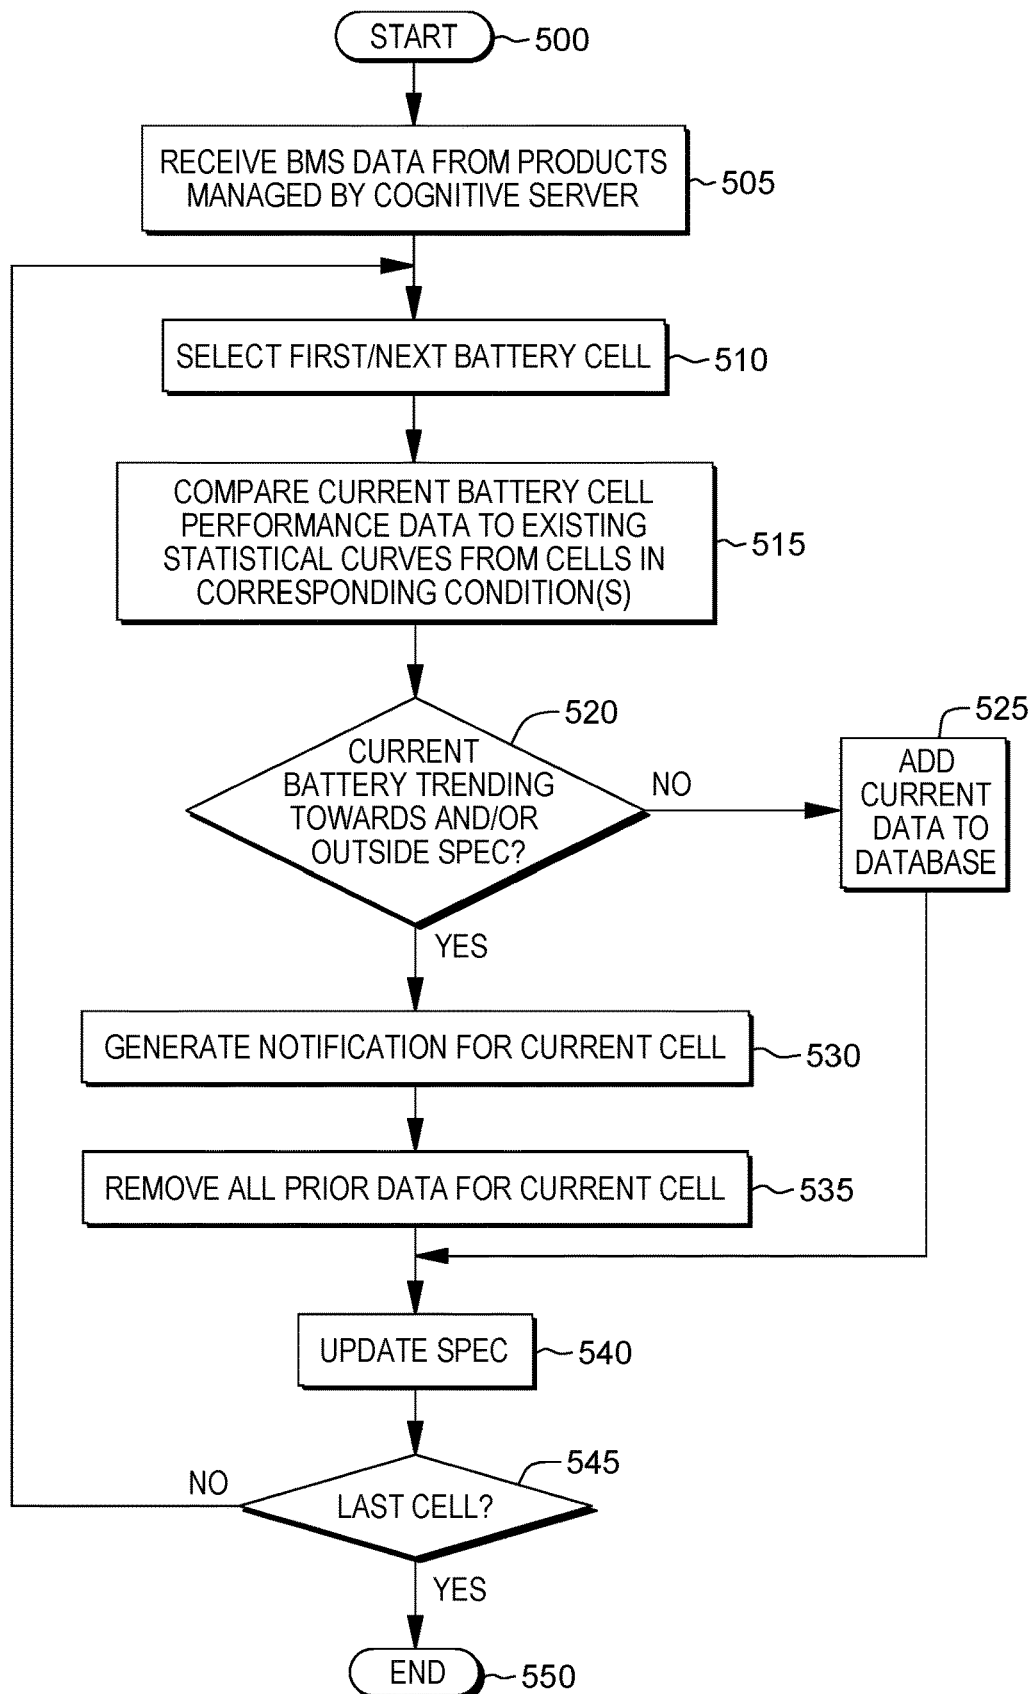 START
500
RECEIVE BMS DATA FROM PRODUCTS
MANAGED BY COGNITIVE SERVER
505
SELECT FIRST/NEXT BATTERY CELL
510
COMPARE CURRENT BATTERY CELL
PERFORMANCE DATA TO EXISTING
STATISTICAL CURVES FROM CELLS IN
CORRESPONDING CONDITION(S)
515
520
CURRENT
BATTERY TRENDING
TOWARDS AND/OR
OUTSIDE SPEC?
NO
525
ADD
CURRENT
DATA TO
DATABASE
YES
GENERATE NOTIFICATION FOR CURRENT CELL
530
REMOVE ALL PRIOR DATA FOR CURRENT CELL
535
UPDATE SPEC
540
545
NO
LAST CELL?
YES
END
550